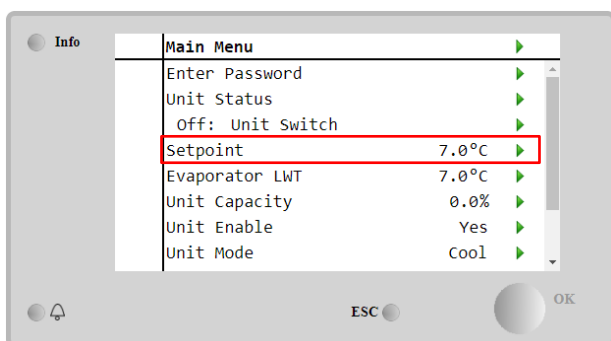 Info
Main Menu
Enter Password
Unit Status
Off: Unit Switch
Setpoint 7.0°C
Evaporator LWT 7.0°C
Unit Capacity 0.0%
Unit Enable Yes
Unit Mode Cool
ESC
OK